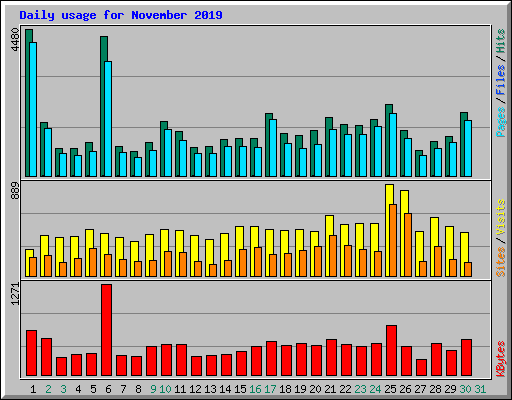 Daily usage for November 2019
4480
Pages / Files / Hits
889
Sites / Visits
1271
KBytes
1 2 3 4 5 6 7 8 9 10 11 12 13 14 15 16 17 18 19 20 21 22 23 24 25 26 27 28 29 30 31